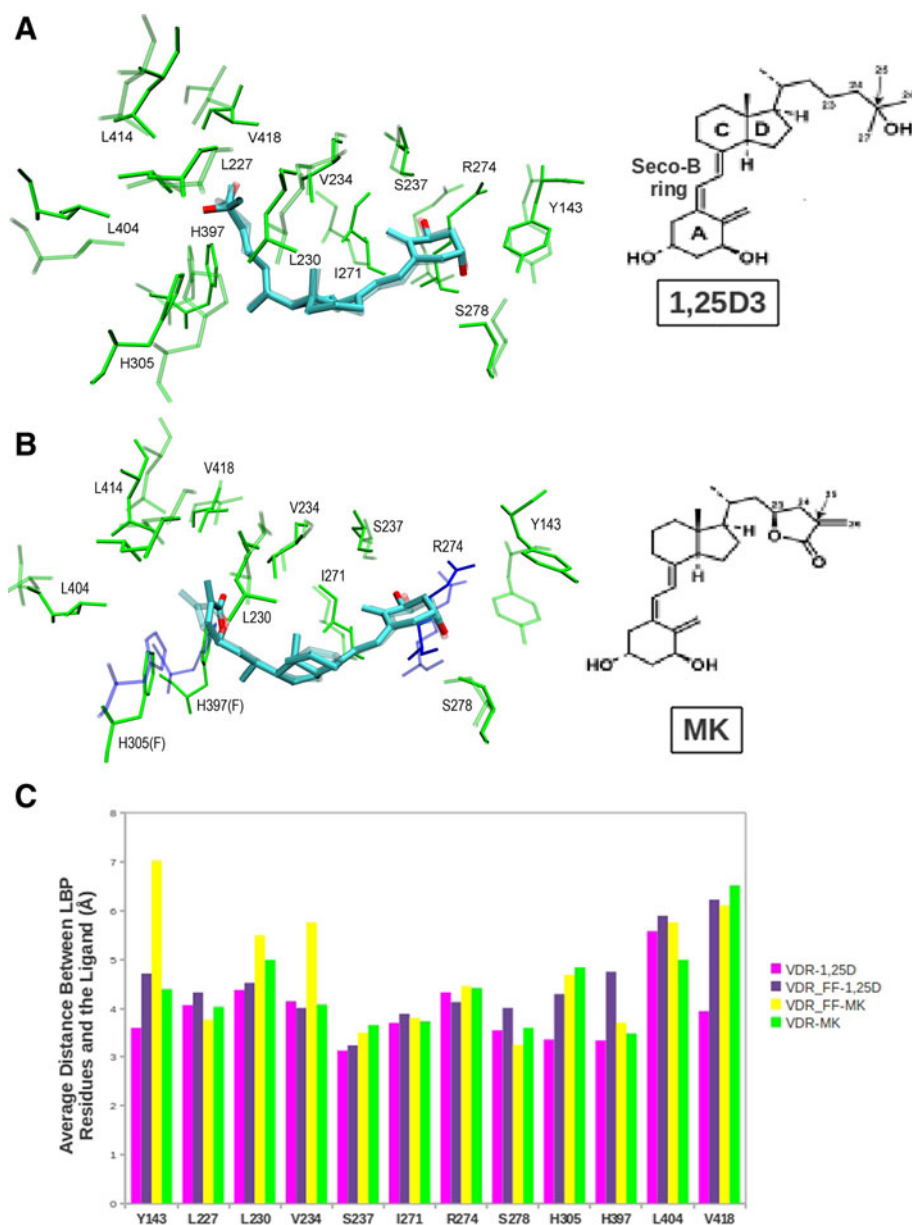 A
L414
V418
L227
V234
S237
R274
Y143
L404
H397
L230
I271
S278
H305
25
24
23
26
27
OH
C
D
H
H
Seco-B
ring
A
HO
OH
1,25D3
B
L414
V418
V234
S237
R274
Y143
L404
L230
I271
H397(F)
H305(F)
S278
23
24
25
26
H
O
O
H
HO
OH
MK
C
Average Distance Between LBP
Residues and the Ligand (Å)
8
7
6
5
4
3
2
1
0
VDR-1,25D
VDR_FF-1,25D
VDR_FF-MK
VDR-MK
Y143 L227 L230 V234 S237 I271 R274 S278 H305 H397 L404 V418